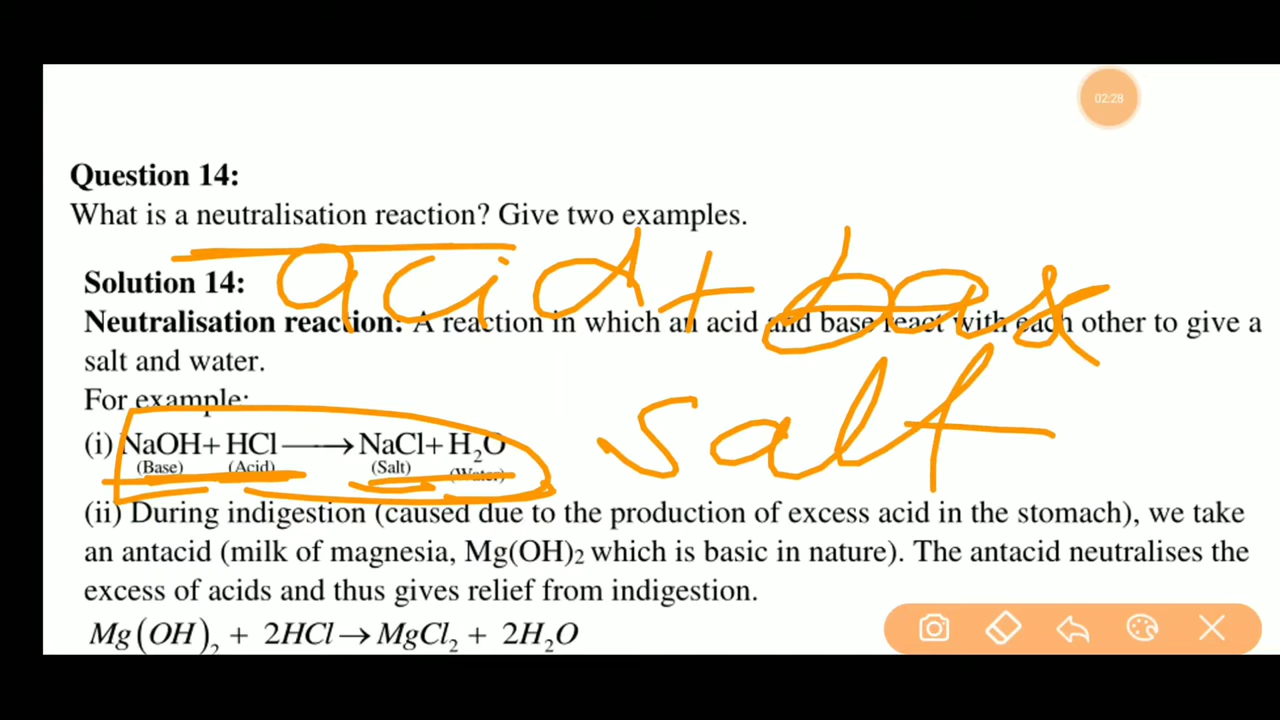 02:28
Question 14:
What is a neutralisation reaction? Give two examples.
Solution 14:
acid + base
Neutralisation reaction: A reaction in which an acid and base react with each other to give a
salt and water.
salt
For example:
(i) NaOH + HCl ⟶ NaCl + H₂O
(Base) (Acid) (Salt) (Water)
(ii) During indigestion (caused due to the production of excess acid in the stomach), we take
an antacid (milk of magnesia, Mg(OH)₂ which is basic in nature). The antacid neutralises the
excess of acids and thus gives relief from indigestion.
Mg(OH)₂ + 2HCl → MgCl₂ + 2H₂O